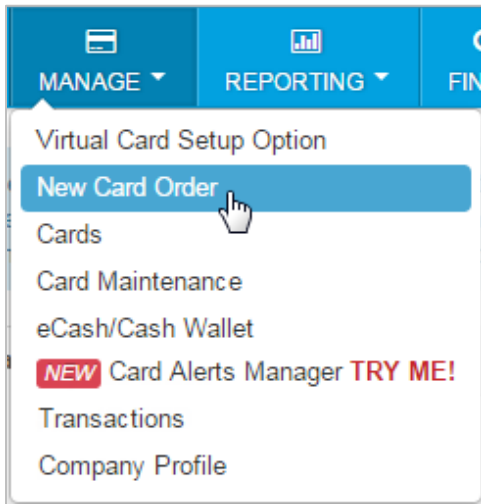 MANAGE REPORTING FIN
Virtual Card Setup Option
New Card Order
Cards
Card Maintenance
eCash/Cash Wallet
NEW Card Alerts Manager TRY ME!
Transactions
Company Profile